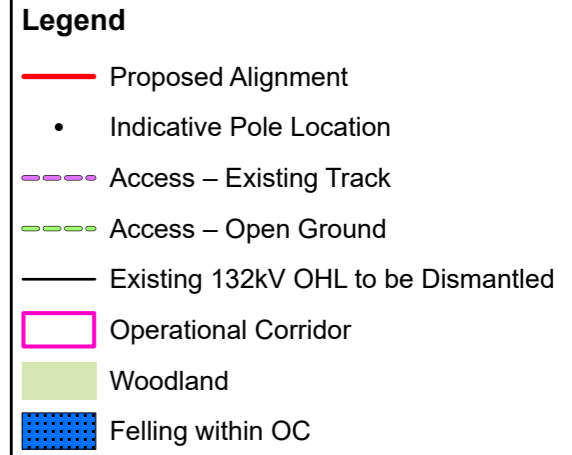 Legend
Proposed Alignment
Indicative Pole Location
Access – Existing Track
Access – Open Ground
Existing 132kV OHL to be Dismantled
Operational Corridor
Woodland
Felling within OC